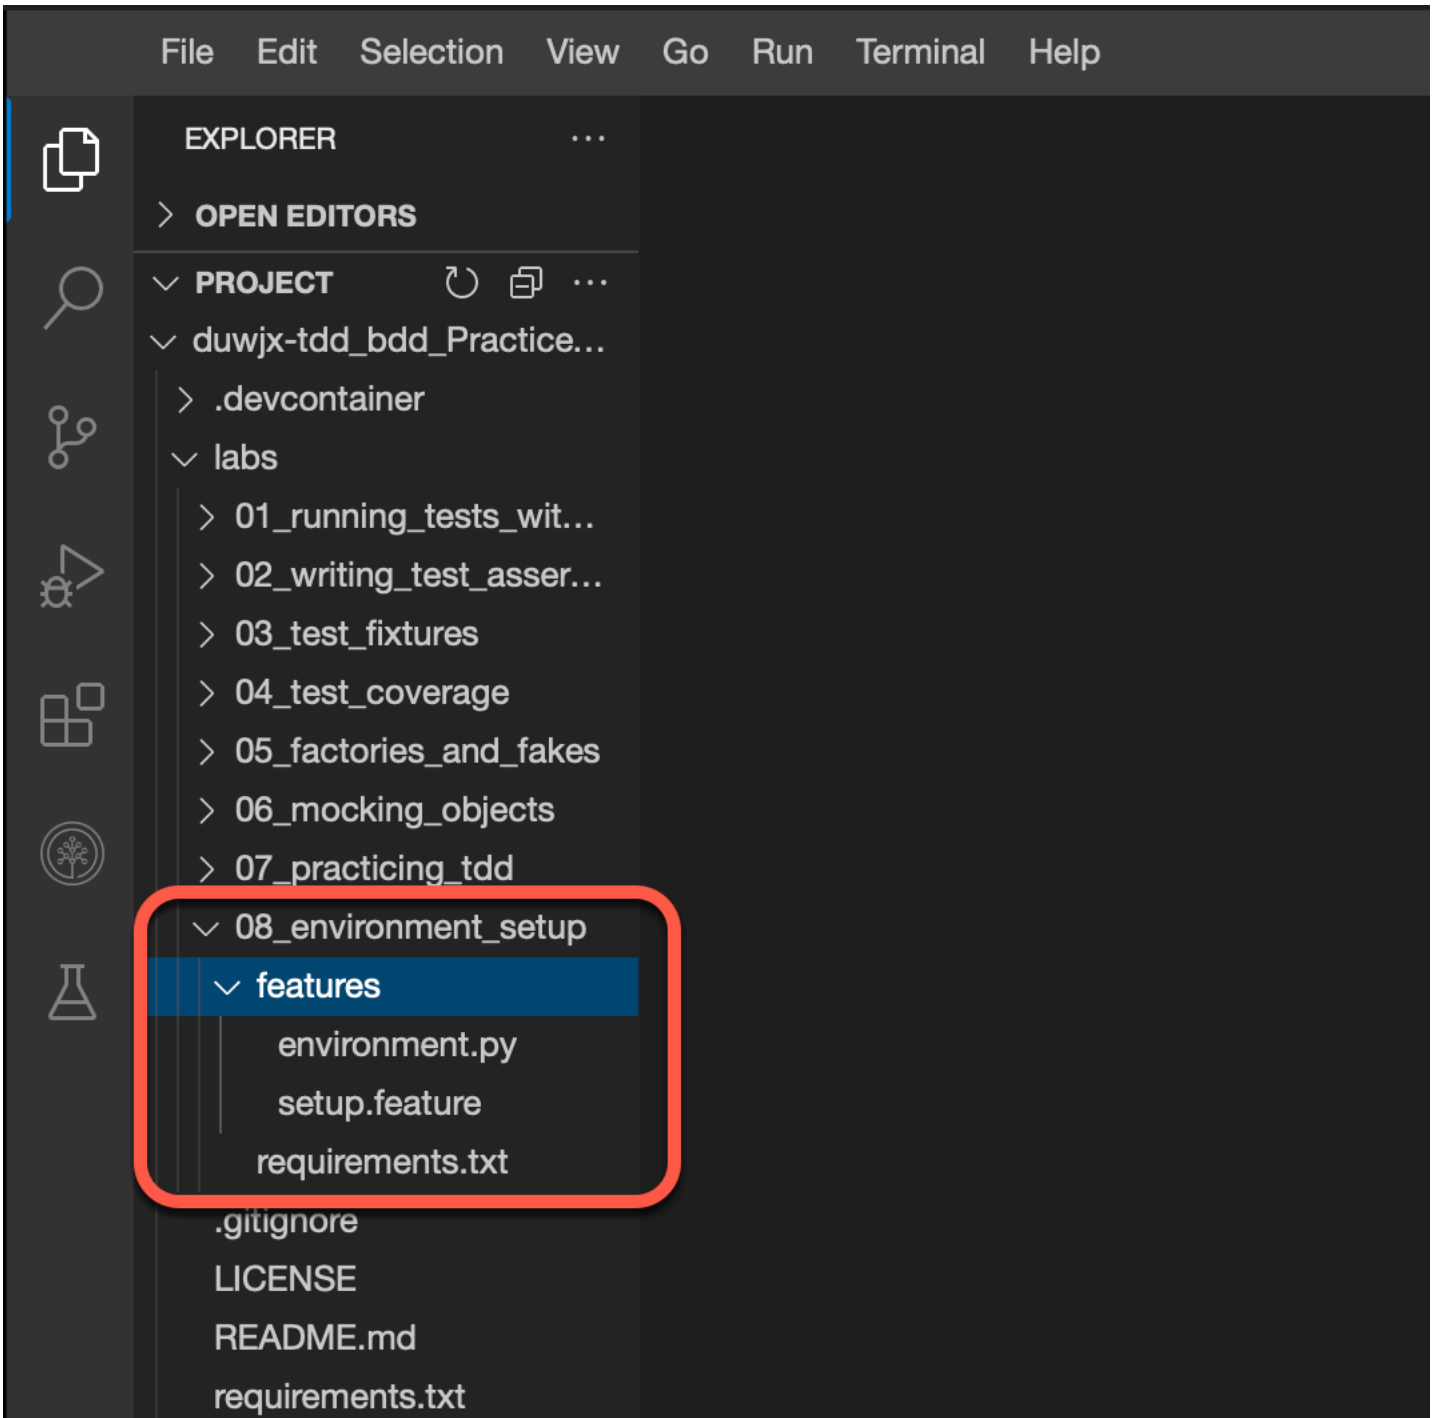 File Edit Selection View Go Run Terminal Help
EXPLORER ...
OPEN EDITORS
PROJECT ...
duwjx-tdd_bdd_Practice...
.devcontainer
labs
01_running_tests_wit...
02_writing_test_asser...
03_test_fixtures
04_test_coverage
05_factories_and_fakes
06_mocking_objects
07_practicing_tdd
08_environment_setup
features
environment.py
setup.feature
requirements.txt
.gitignore
LICENSE
README.md
requirements.txt